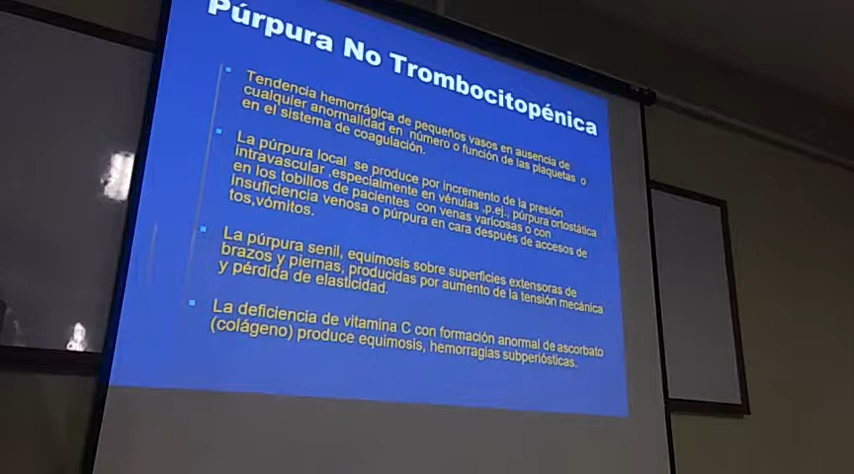 Púrpura No Trombocitopénica
Tendencia hemorrágica de pequeños vasos en ausencia de
cualquier anormalidad en número o función de las plaquetas o
en el sistema de coagulación.
La púrpura local se produce por incremento de la presión
intravascular ,especialmente en vénulas ,p.ej., púrpura ortostática
en los tobillos de pacientes con venas varicosas o con
insuficiencia venosa o púrpura en cara después de accesos de
tos,vómitos.
La púrpura senil, equimosis sobre superficies extensoras de
brazos y piernas, producidas por aumento de la tensión mecánica
y pérdida de elasticidad.
La deficiencia de vitamina C con formación anormal de ascorbato
(colágeno) produce equimosis, hemorragias subperiósticas.